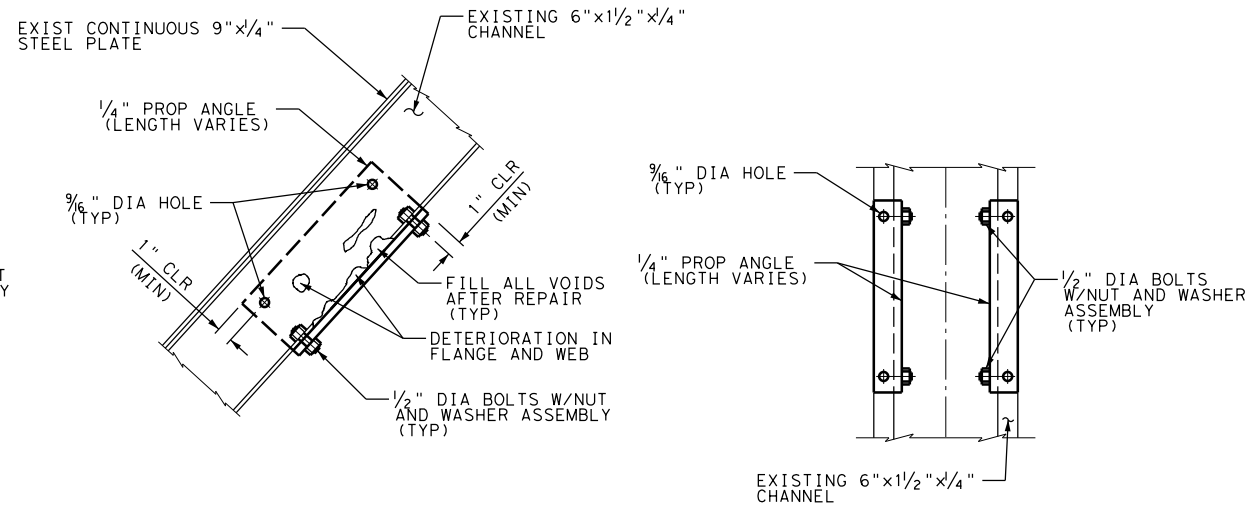 EXISTING 6"x1½"x¼"
CHANNEL
EXIST CONTINUOUS 9"x¼"
STEEL PLATE
¼" PROP ANGLE
(LENGTH VARIES)
9⁄16" DIA HOLE
(TYP)
1" CLR
(MIN)
1" CLR
(MIN)
FILL ALL VOIDS
AFTER REPAIR
(TYP)
DETERIORATION IN
FLANGE AND WEB
½" DIA BOLTS W/NUT
AND WASHER ASSEMBLY
(TYP)
9⁄16" DIA HOLE
(TYP)
¼" PROP ANGLE
(LENGTH VARIES)
½" DIA BOLTS
W/NUT AND WASHER
ASSEMBLY
(TYP)
EXISTING 6"x1½"x¼"
CHANNEL